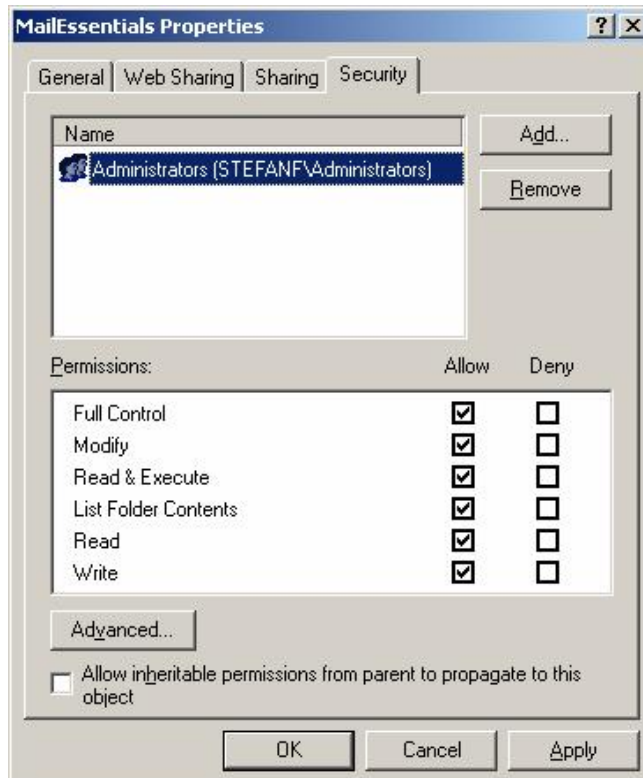 MailEssentials Properties
General Web Sharing Sharing Security
Name
Administrators (STEFANF\Administrators)
Add...
Remove
Permissions: Allow Deny
Full Control
Modify
Read & Execute
List Folder Contents
Read
Write
Advanced...
Allow inheritable permissions from parent to propagate to this
object
OK Cancel Apply